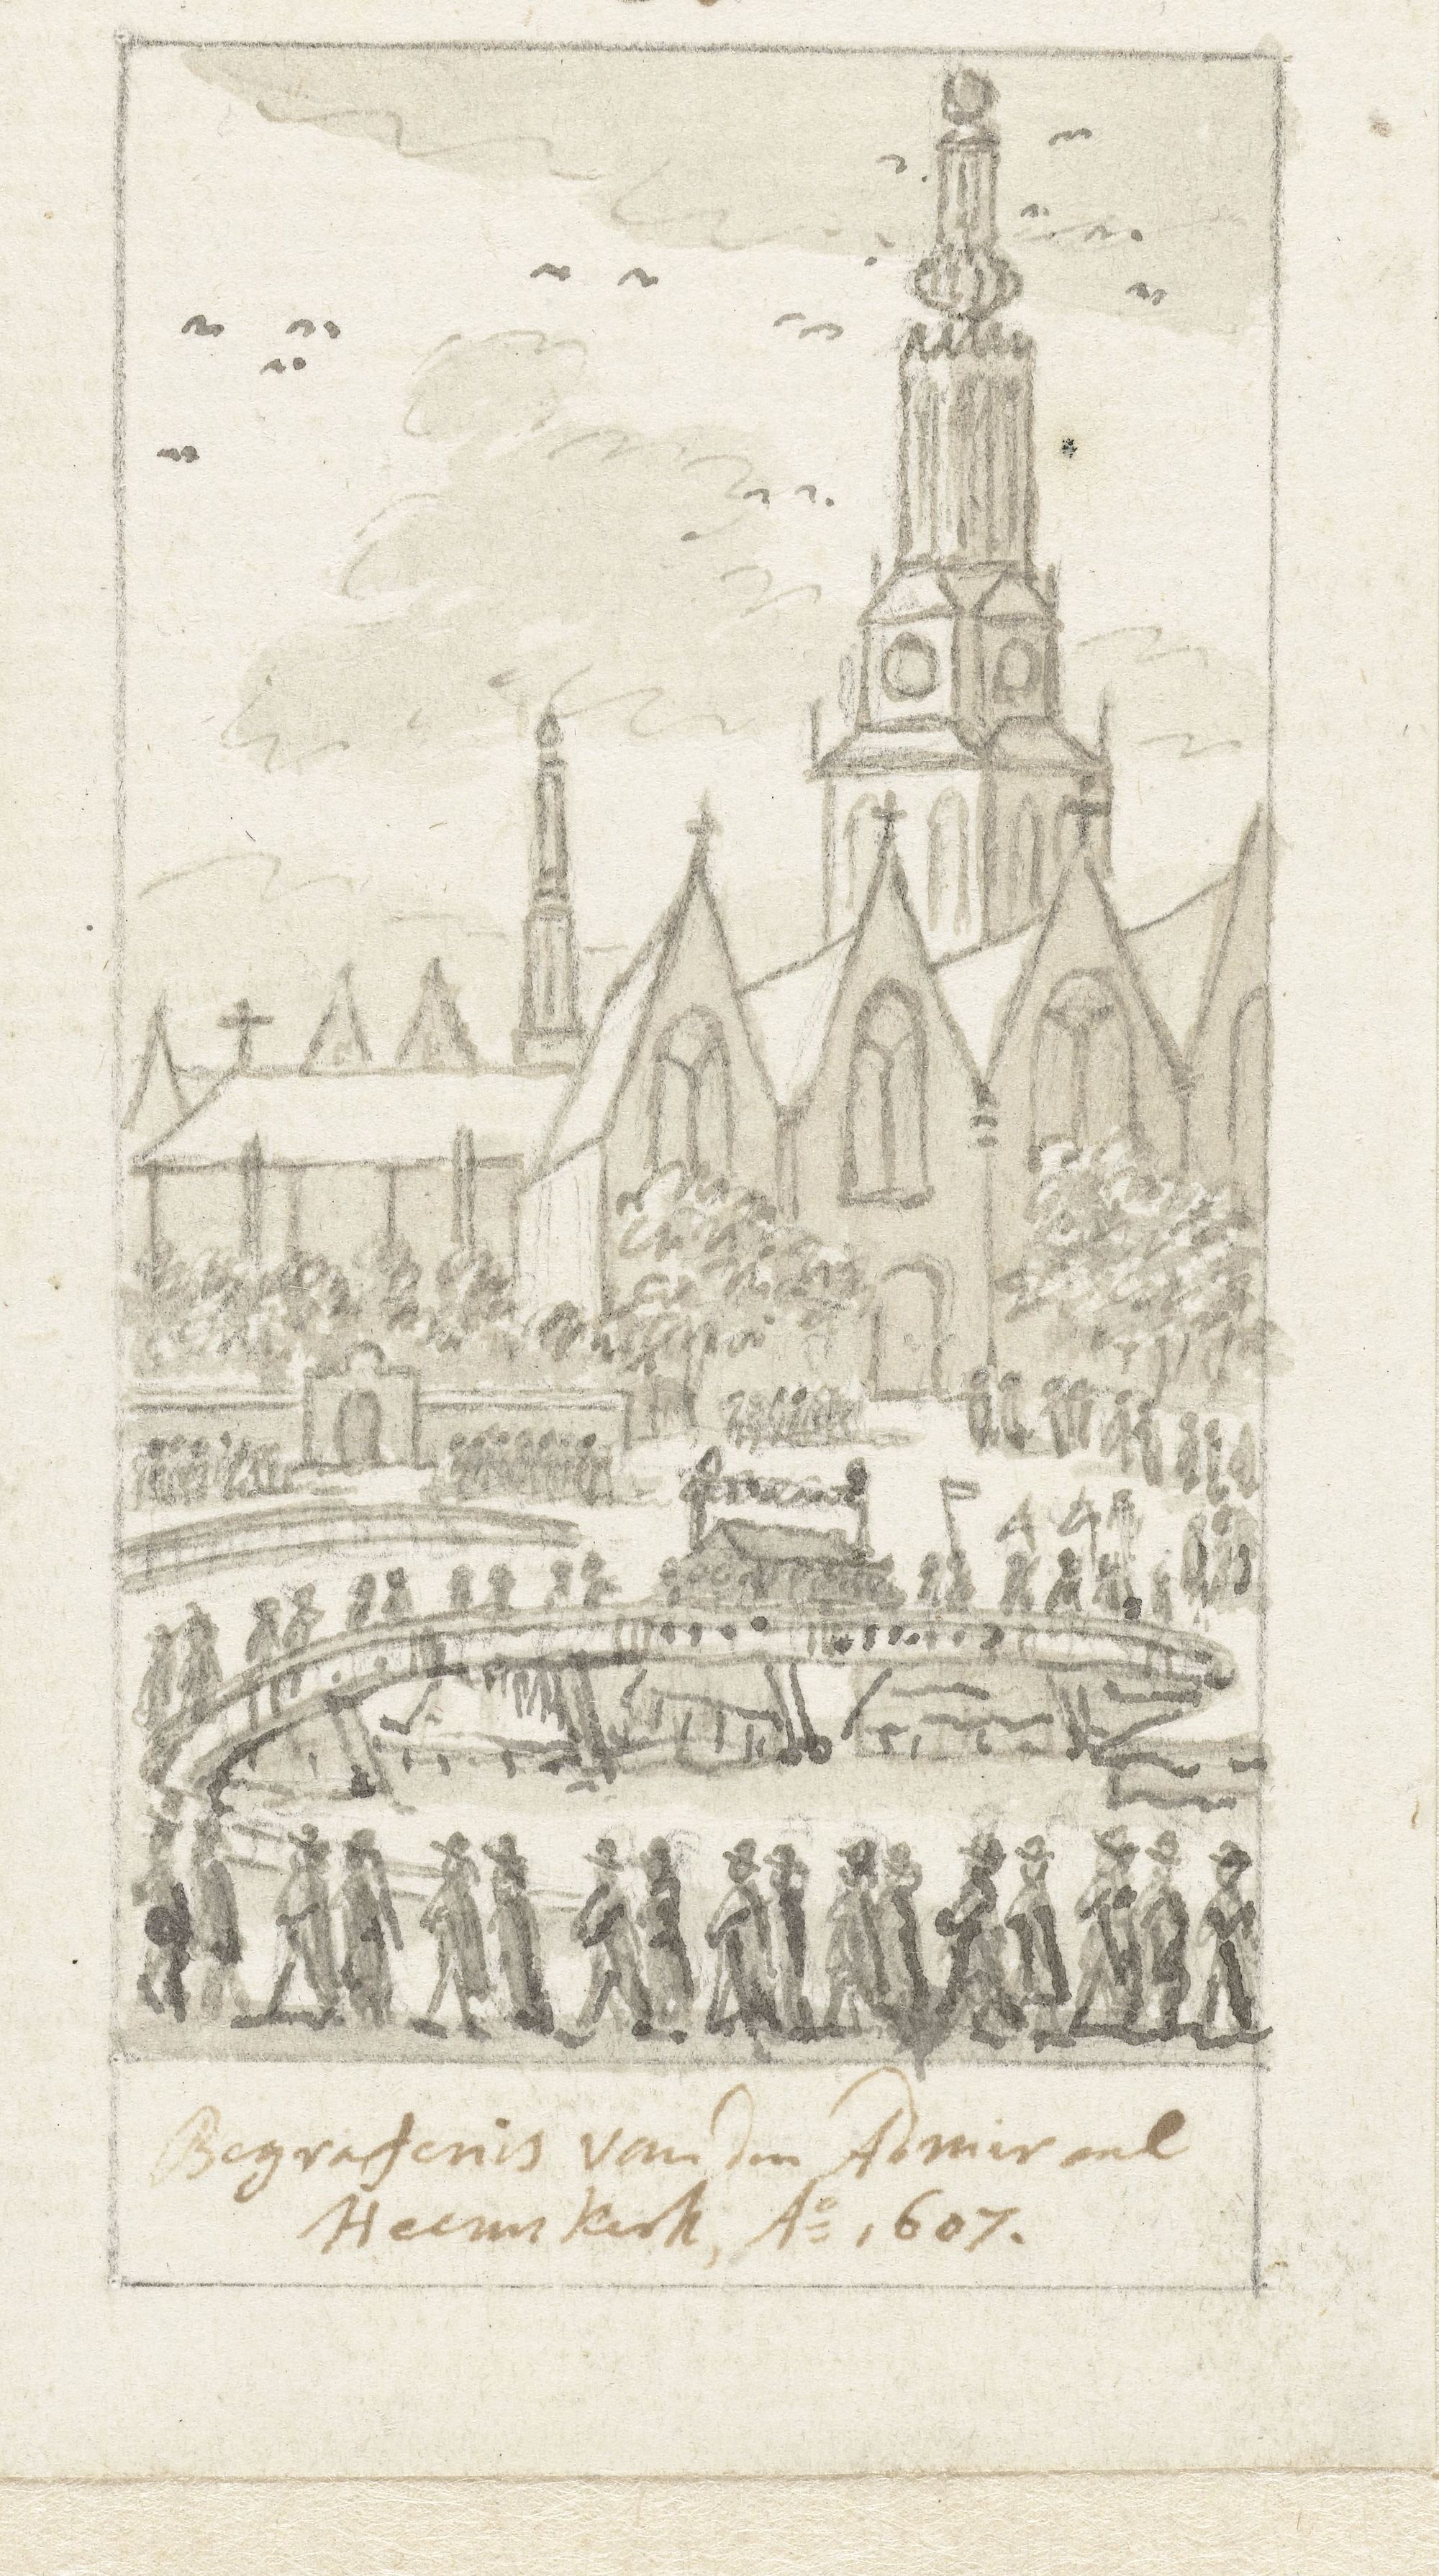 Begrafenis van den Admiraal
Heemskerk, Aº 1607.